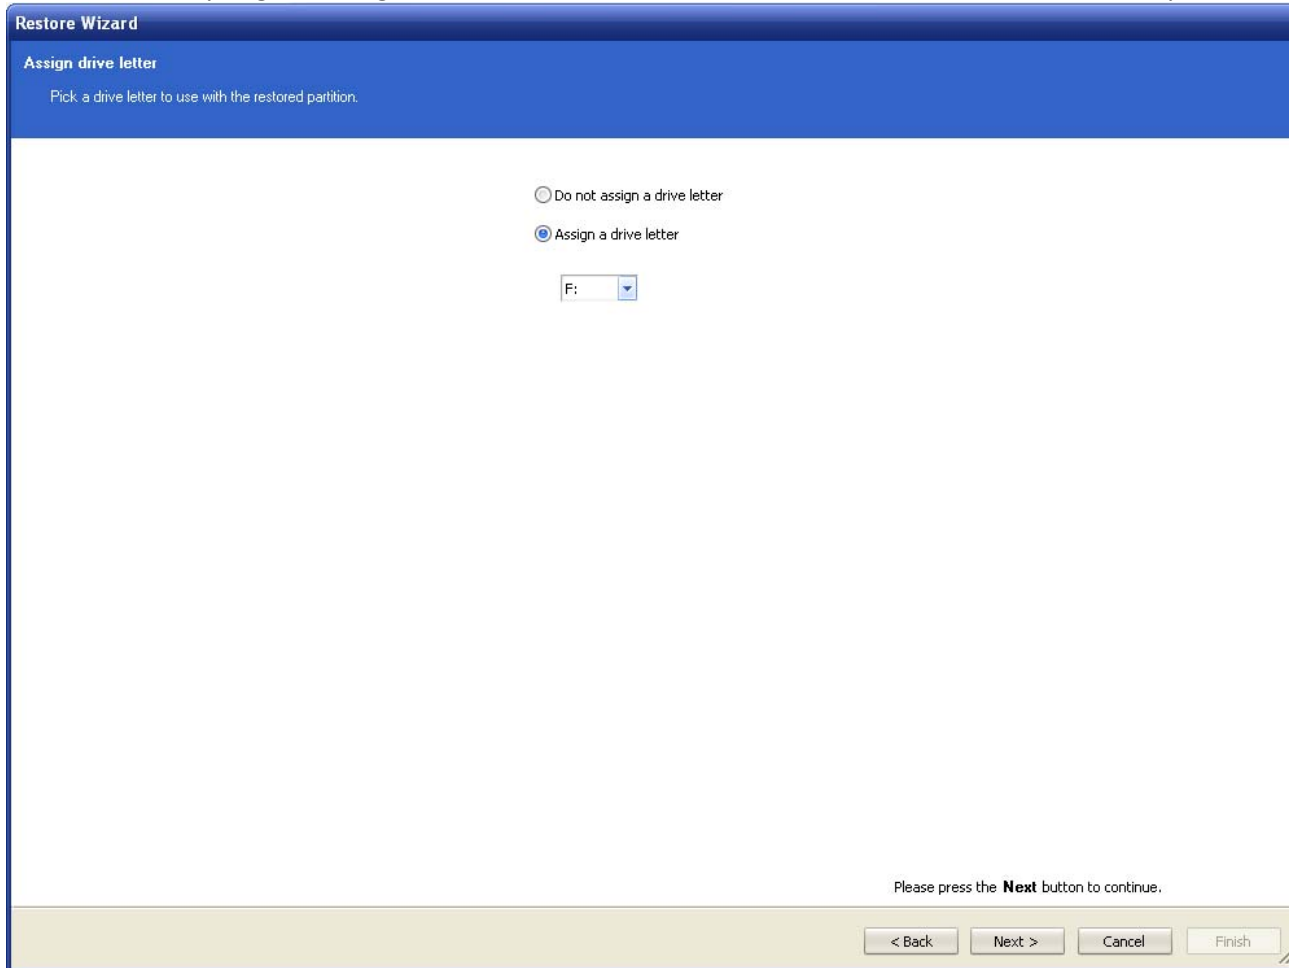 Restore Wizard
Assign drive letter
Pick a drive letter to use with the restored partition.
Do not assign a drive letter
Assign a drive letter
F:
Please press the Next button to continue.
< Back Next > Cancel Finish